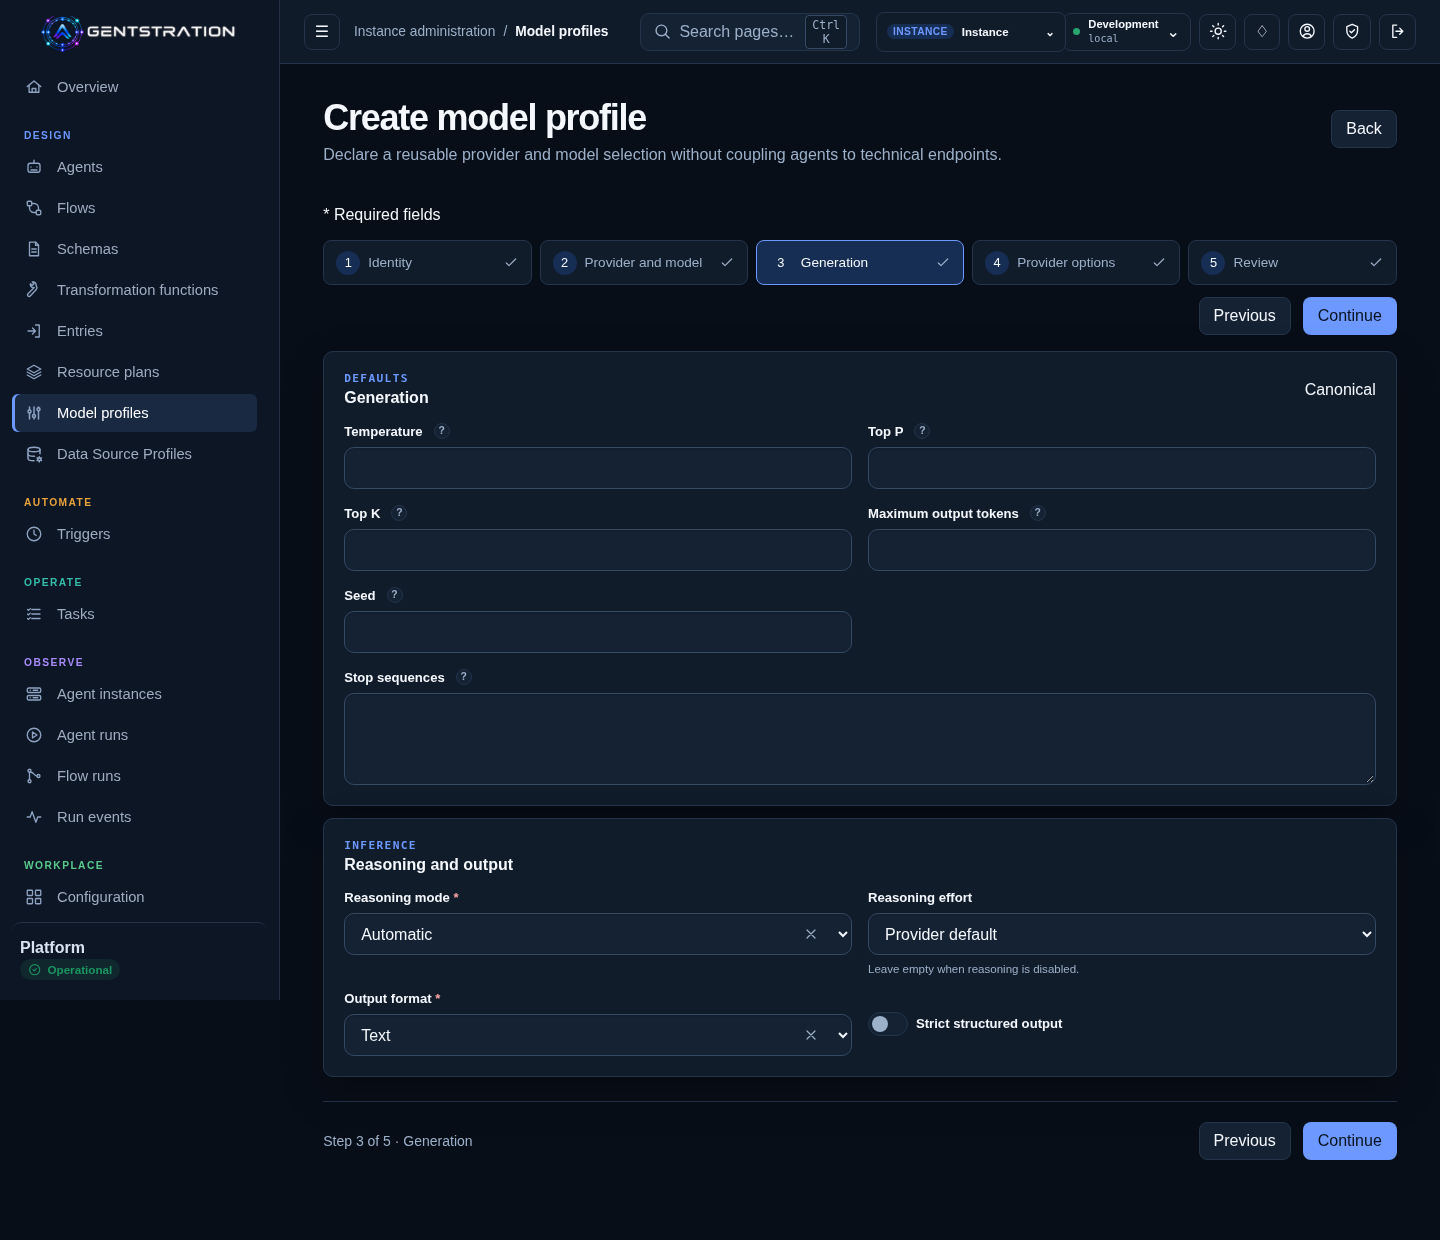 GENTSTRATION
Overview
DESIGN
Agents
Flows
Schemas
Transformation functions
Entries
Resource plans
Model profiles
Data Source Profiles
AUTOMATE
Triggers
OPERATE
Tasks
OBSERVE
Agent instances
Agent runs
Flow runs
Run events
WORKPLACE
Configuration
Platform
Operational
☰ Instance administration / Model profiles
Search pages… Ctrl K
INSTANCE Instance
Development
local
Create model profile
Back
Declare a reusable provider and model selection without coupling agents to technical endpoints.
* Required fields
1 Identity
2 Provider and model
3 Generation
4 Provider options
5 Review
Previous Continue
DEFAULTS
Generation
Canonical
Temperature ? Top P ?
Top K ? Maximum output tokens ?
Seed ?
Stop sequences ?
INFERENCE
Reasoning and output
Reasoning mode * Reasoning effort
Automatic Provider default
Leave empty when reasoning is disabled.
Output format *
Text Strict structured output
Step 3 of 5 · Generation Previous Continue